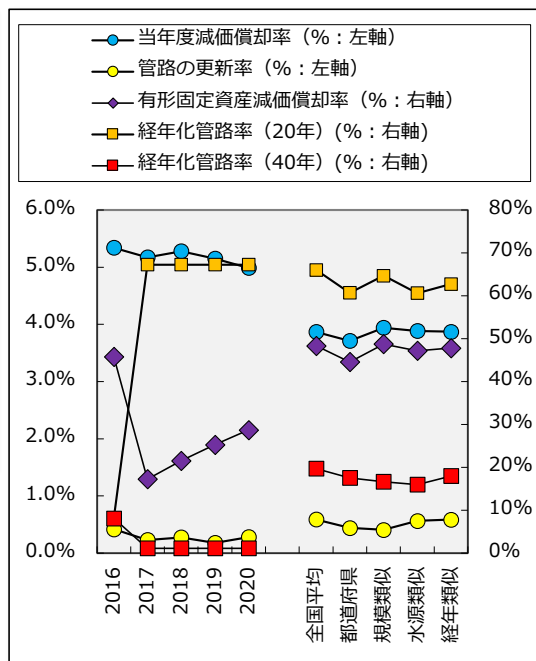 当年度減価償却率（%：左軸）
管路の更新率（%：左軸）
有形固定資産減価償却率（%：右軸）
経年化管路率（20年）(%：右軸)
経年化管路率（40年）(%：右軸)
6.0%
5.0%
4.0%
3.0%
2.0%
1.0%
0.0%
80%
70%
60%
50%
40%
30%
20%
10%
0%
2016
2017
2018
2019
2020
全国平均
都道府県
規模類似
水源類似
経年類似